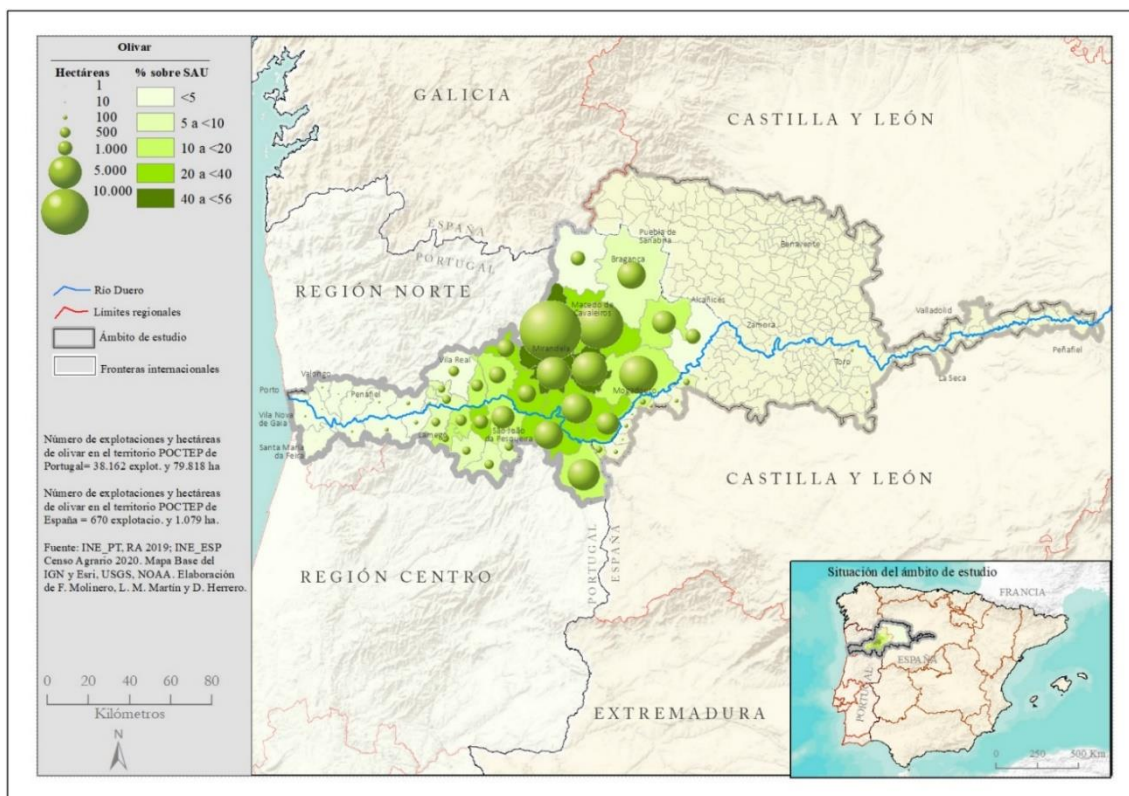 Olivar
Hectáreas
% sobre SAU
1
10
100
500
1.000
5.000
10.000
<5
5 a <10
10 a <20
20 a <40
40 a <56
Río Duero
Límites regionales
Ámbito de estudio
Fronteras internacionales
Número de explotaciones y hectáreas
de olivar en el territorio POCTEP de
Portugal= 38.162 explot. y 79.818 ha
Número de explotaciones y hectáreas
de olivar en el territorio POCTEP de
España = 670 explotacio. y 1.079 ha.
Fuente: INE_PT, RA 2019; INE_ESP
Censo Agrario 2020. Mapa Base del
IGN y Esri, USGS, NOAA. Elaboración
de F. Molinero, L. M. Martín y D. Herrero.
0 20 40 60 80
Kilómetros
N
GALICIA
CASTILLA Y LEÓN
ESPAÑA
PORTUGAL
REGIÓN NORTE
Puebla de
Sanabria
Benavente
Bragança
Macedo de
Cavaleiros
Alcañices
Valladolid
Zamora
Mirandela
Toro
Peñafiel
La Seca
Vila Real
Valongo
Porto
Penafiel
Vila Nova
de Gaia
Santa Maria
da Feira
Lamego
São João
da Pesqueira
CASTILLA Y LEÓN
REGIÓN CENTRO
PORTUGAL
ESPAÑA
EXTREMADURA
Situación del ámbito de estudio
FRANCIA
ESPAÑA
PORTUGAL
0 250 500 Km